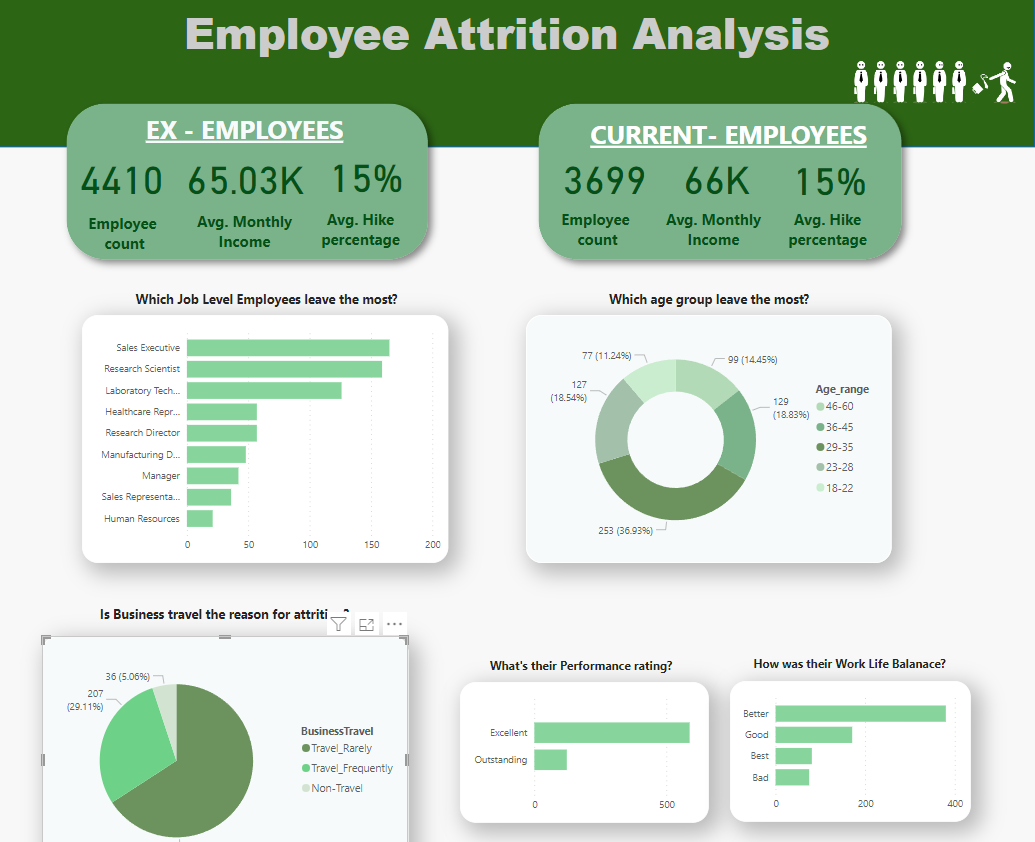 Employee Attrition Analysis
EX - EMPLOYEES
4410 65.03K 15%
Employee count
Avg. Monthly Income
Avg. Hike percentage
CURRENT- EMPLOYEES
3699 66K 15%
Employee count
Avg. Monthly Income
Avg. Hike percentage
Which Job Level Employees leave the most?
Sales Executive
Research Scientist
Laboratory Tech...
Healthcare Repr...
Research Director
Manufacturing D...
Manager
Sales Representa...
Human Resources
0 50 100 150 200
Which age group leave the most?
77 (11.24%)
99 (14.45%)
127
(18.54%)
129
(18.83%)
253 (36.93%)
Age_range
46-60
36-45
29-35
23-28
18-22
Is Business travel the reason for attriti ?
36 (5.06%)
207
(29.11%)
BusinessTravel
Travel_Rarely
Travel_Frequently
Non-Travel
What's their Performance rating?
Excellent
Outstanding
0 500
How was their Work Life Balanace?
Better
Good
Best
Bad
0 200 400